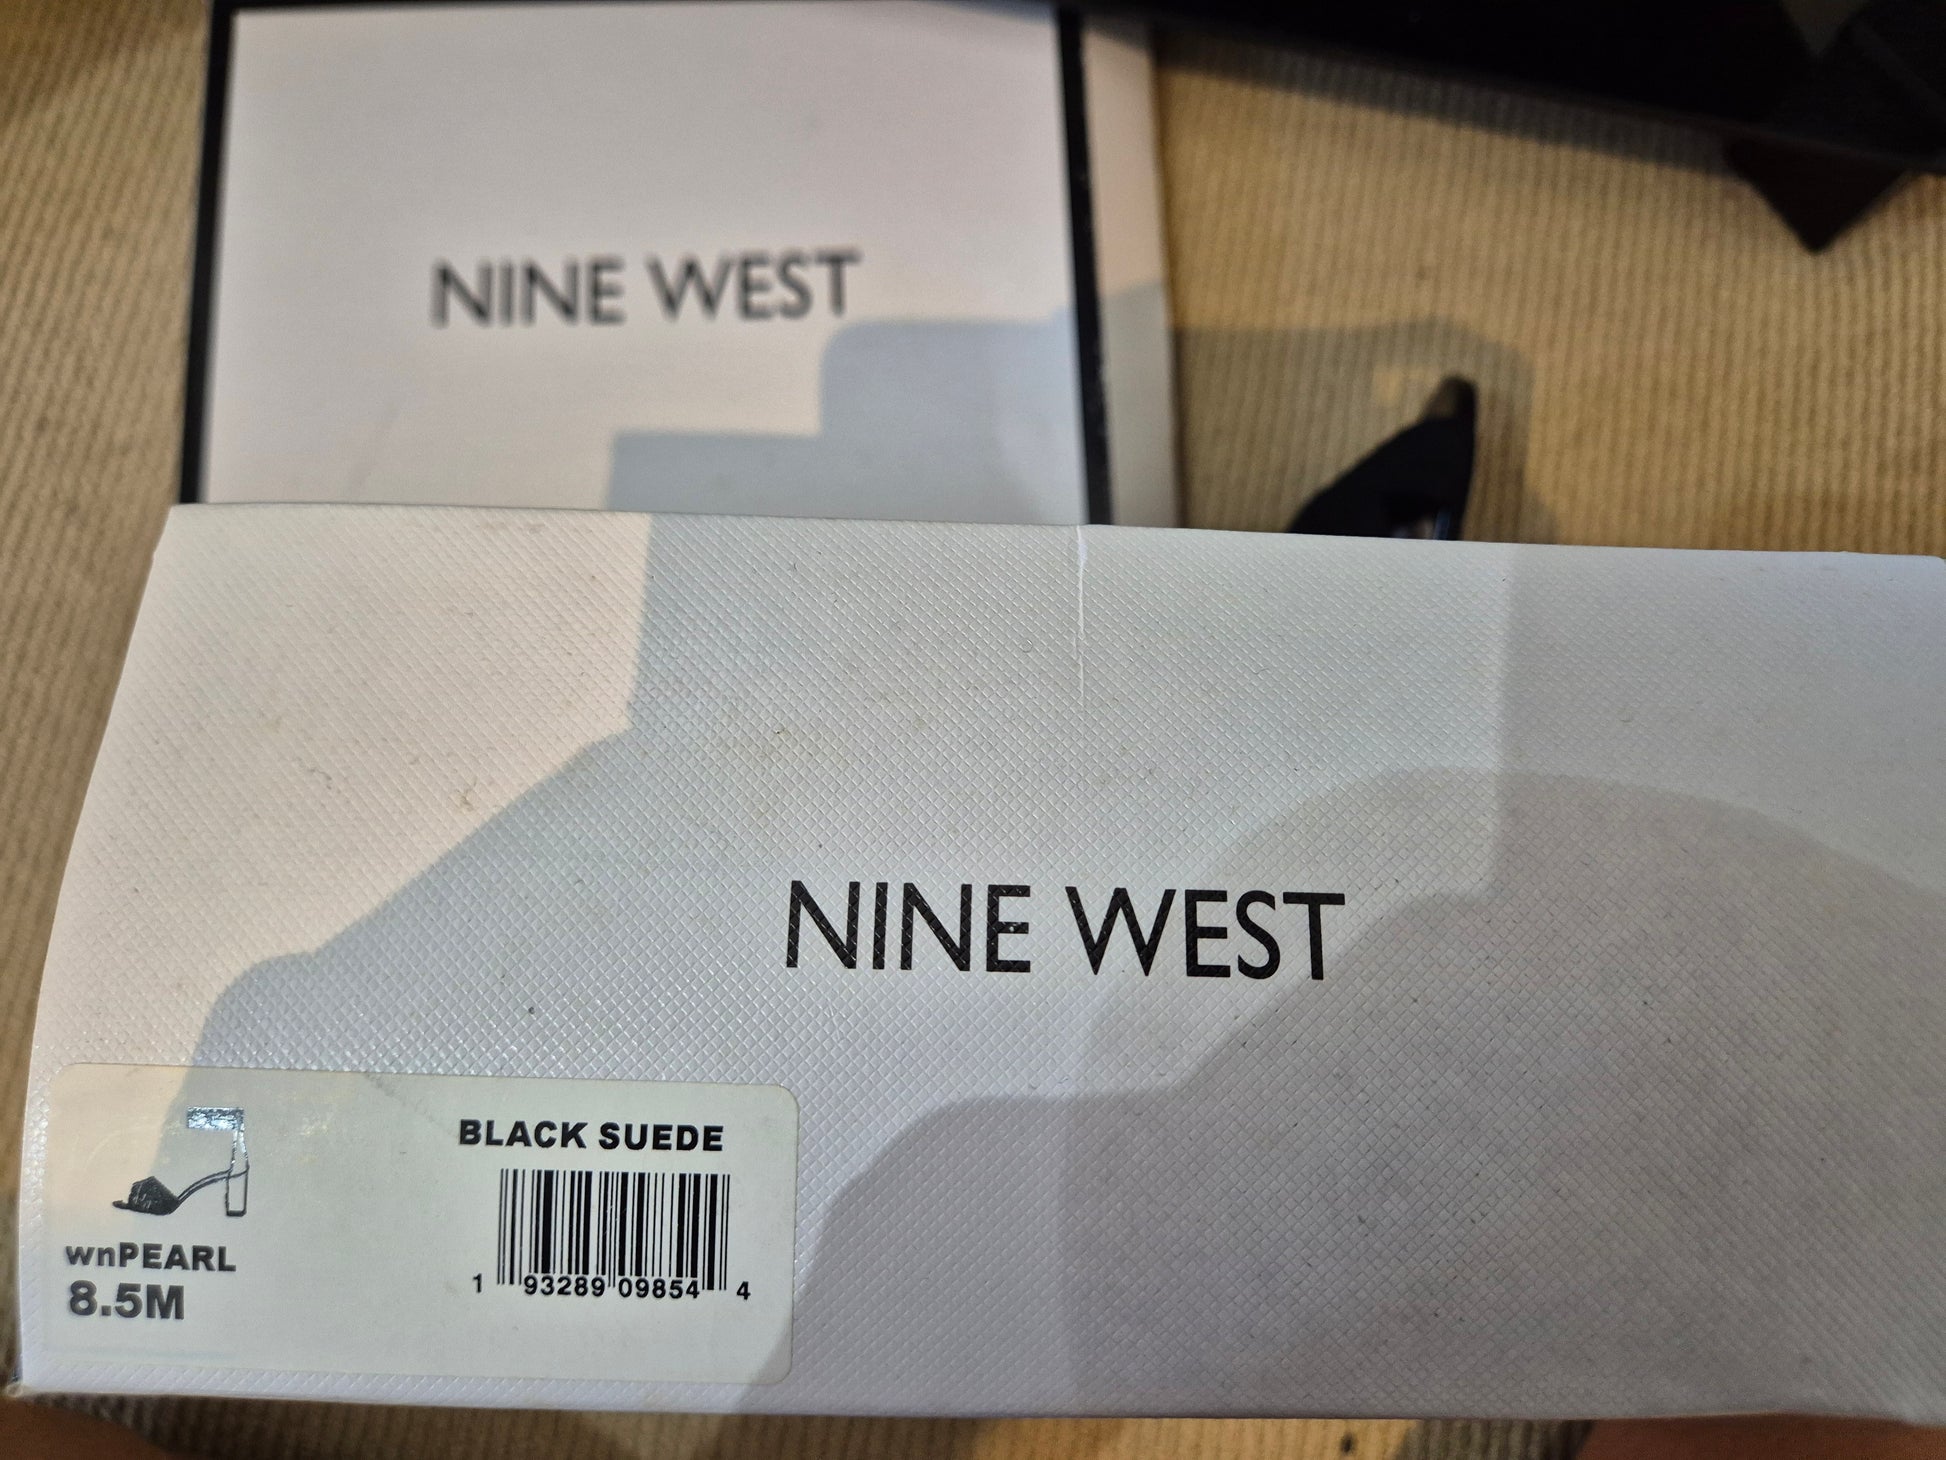 NINE WEST
NINE WEST
BLACK SUEDE
wnPEARL
8.5M
1 93289 09854 4